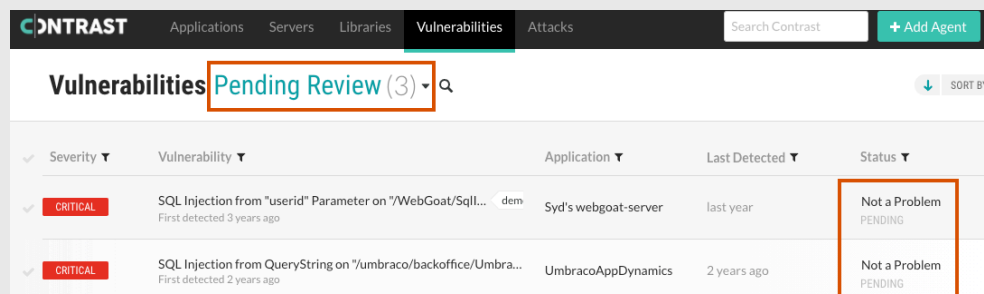 CONTRAST Applications Servers Libraries Vulnerabilities Attacks Search Contrast + Add Agent
Vulnerabilities Pending Review (3) SORT BY
Severity Vulnerability Application Last Detected Status
CRITICAL SQL Injection from "userid" Parameter on "/WebGoat/SqlI... dem Syd's webgoat-server last year Not a Problem
First detected 3 years ago PENDING
CRITICAL SQL Injection from QueryString on "/umbraco/backoffice/Umbra... UmbracoAppDynamics 2 years ago Not a Problem
First detected 2 years ago PENDING